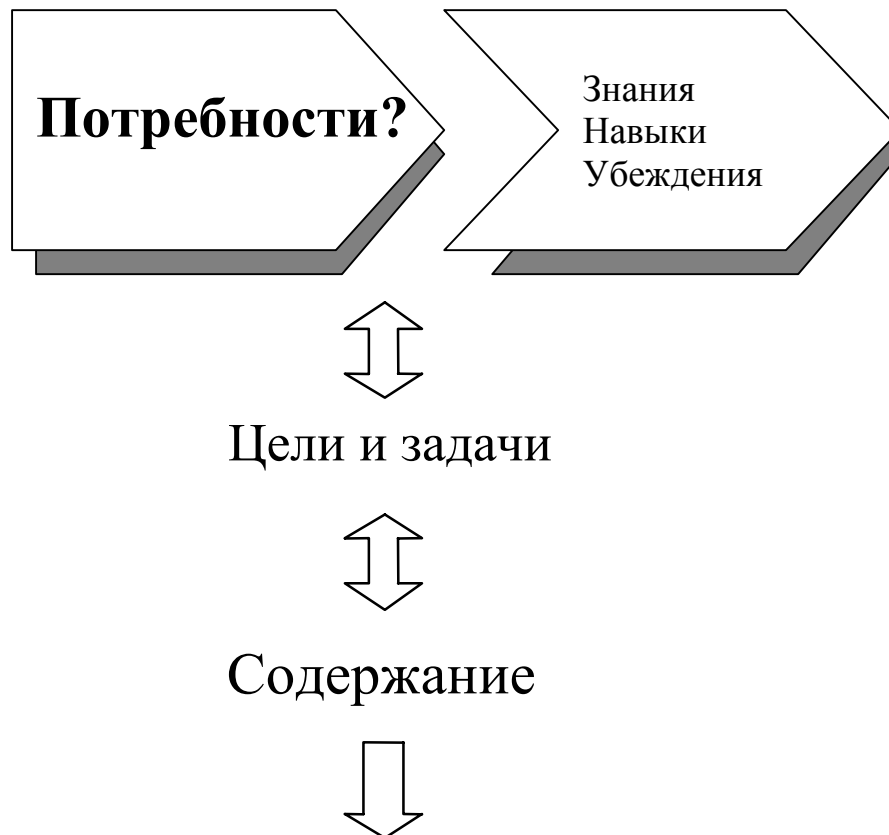 Потребности?
Знания
Навыки
Убеждения
Цели и задачи
Содержание